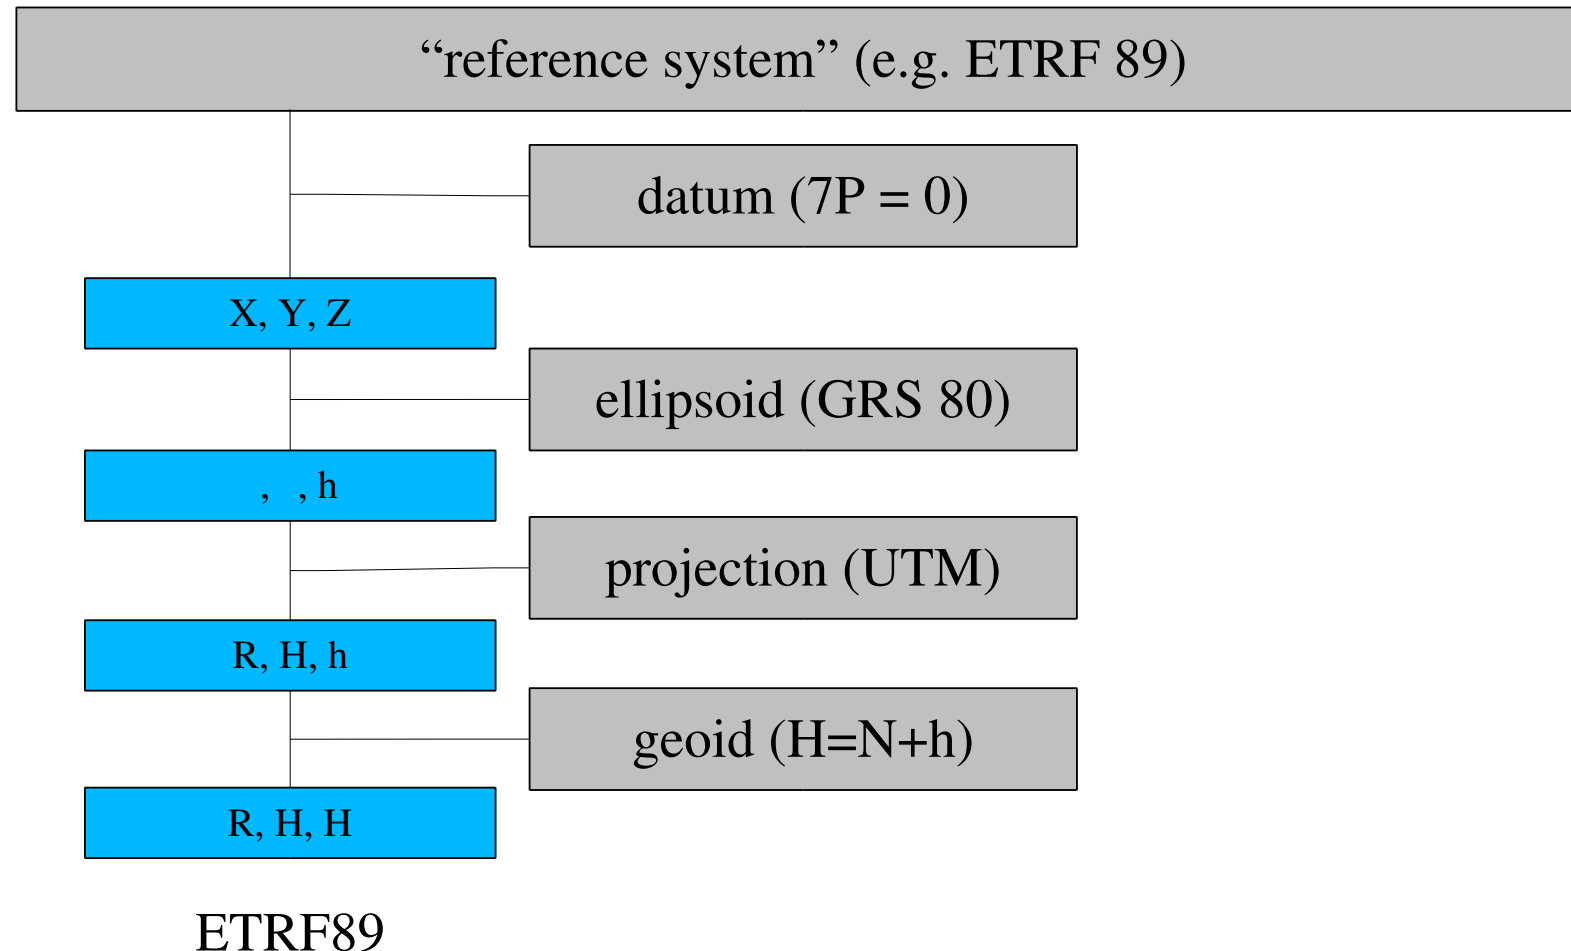 “reference system” (e.g. ETRF 89)
datum (7P = 0)
X, Y, Z
ellipsoid (GRS 80)
, , h
projection (UTM)
R, H, h
geoid (H=N+h)
R, H, H
ETRF89